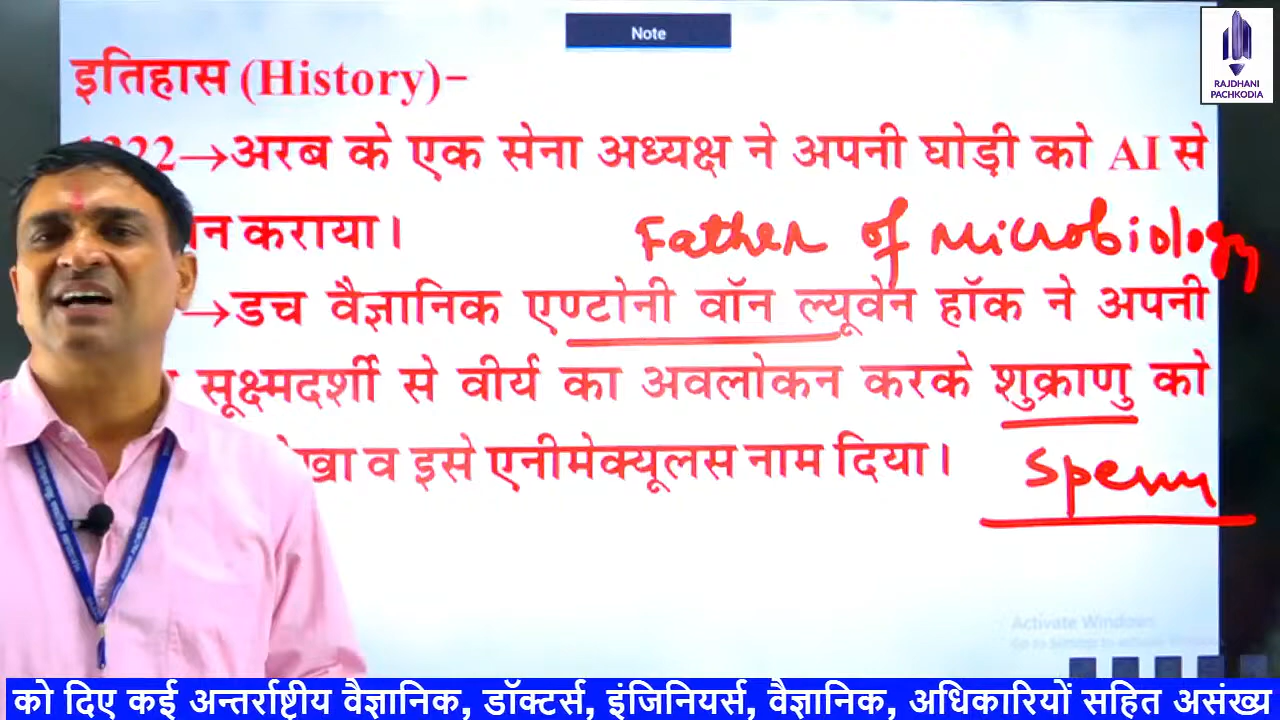 Note
RAJDHANI
PACHKODIA
इतिहास (History)-
→अरब के एक सेना अध्यक्ष ने अपनी घोड़ी को AI से
कराया।
Father of Microbiology
→डच वैज्ञानिक एण्टोनी वॉन ल्यूवेन हॉक ने अपनी
सूक्ष्मदर्शी से वीर्य का अवलोकन करके शुक्राणु को
व इसे एनीमेक्यूलस नाम दिया।
Sperm
Activate Windows
को दिए कई अन्तर्राष्ट्रीय वैज्ञानिक, डॉक्टर्स, इंजिनियर्स, वैज्ञानिक, अधिकारियों सहित असंख्य